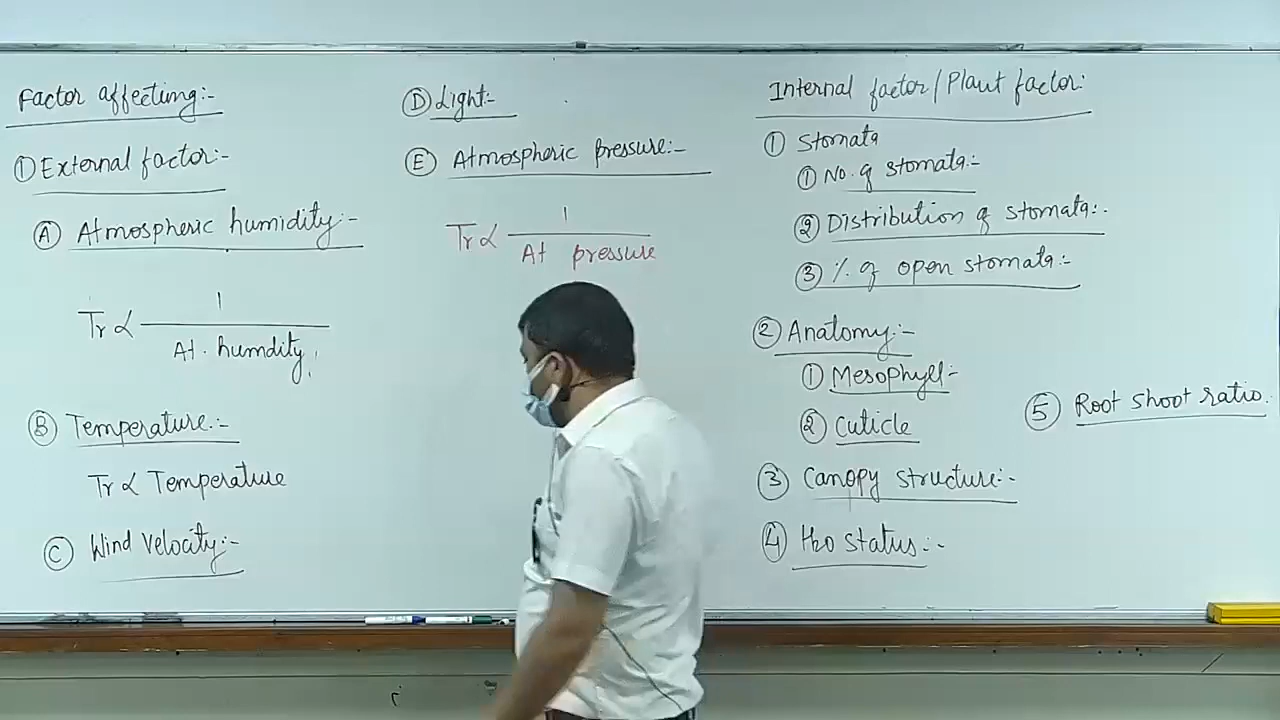 Factor affecting:-
① External factor:-
Ⓐ Atmospheric humidity:-
Tr ∝ 1 / At. humdity
Ⓑ Temperature:-
Tr ∝ Temperature
Ⓒ Wind Velocity:-
Ⓓ Light:-
Ⓔ Atmospheric pressure:-
Tr ∝ 1 / At pressure
Internal factor/Plant factor:
① Stomata
① No. of stomata:-
② Distribution of stomata:-
③ % of open stomata:-
② Anatomy:-
① Mesophyll:-
② Cuticle
③ Canopy structure:-
④ H2O status:-
⑤ Root shoot ratio.